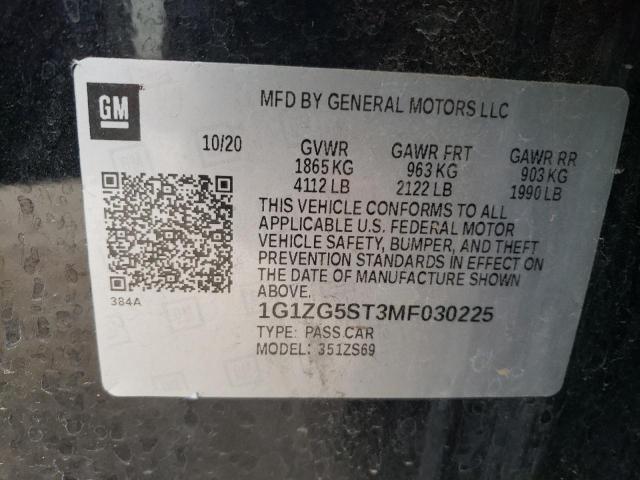 GM
MFD BY GENERAL MOTORS LLC
10/20 GVWR GAWR FRT GAWR RR
1865 KG 963 KG 903 KG
4112 LB 2122 LB 1990 LB
THIS VEHICLE CONFORMS TO ALL
APPLICABLE U.S. FEDERAL MOTOR
VEHICLE SAFETY, BUMPER, AND THEFT
PREVENTION STANDARDS IN EFFECT ON
THE DATE OF MANUFACTURE SHOWN
ABOVE.
384A
1G1ZG5ST3MF030225
TYPE: PASS CAR
MODEL: 351ZS69